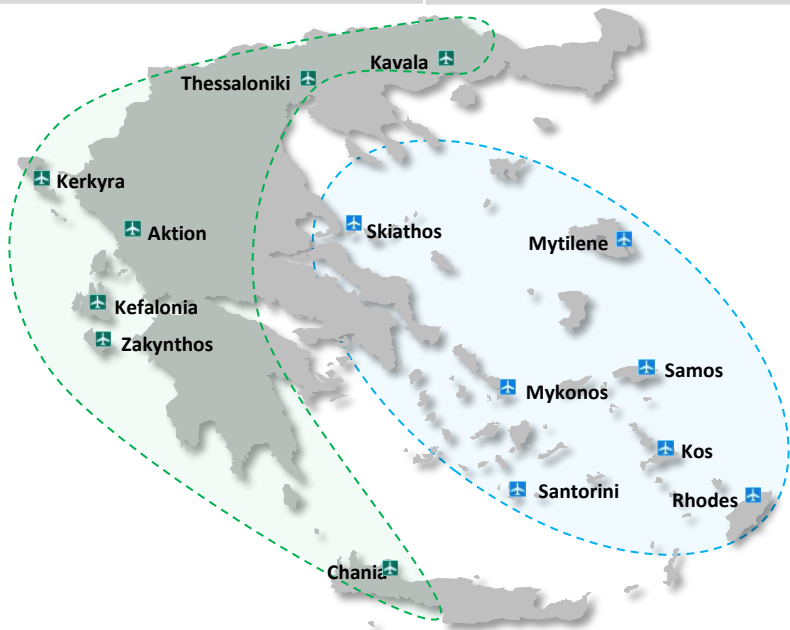 Kavala
Thessaloniki
Kerkyra
Aktion
Skiathos
Mytilene
Kefalonia
Zakynthos
Samos
Mykonos
Kos
Santorini
Rhodes
Chania